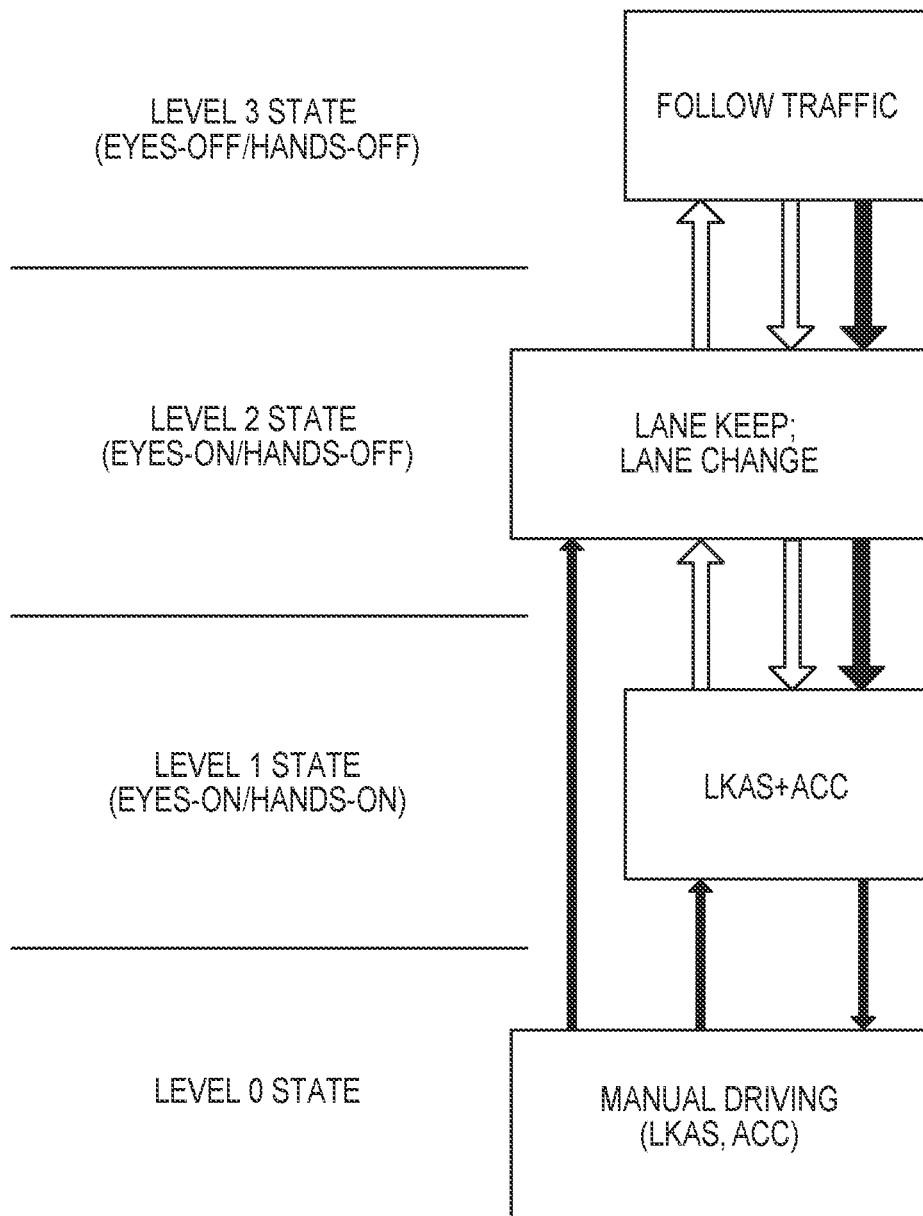 LEVEL 3 STATE
(EYES-OFF/HANDS-OFF)
FOLLOW TRAFFIC
LEVEL 2 STATE
(EYES-ON/HANDS-OFF)
LANE KEEP;
LANE CHANGE
LEVEL 1 STATE
(EYES-ON/HANDS-ON)
LKAS+ACC
LEVEL 0 STATE
MANUAL DRIVING
(LKAS, ACC)